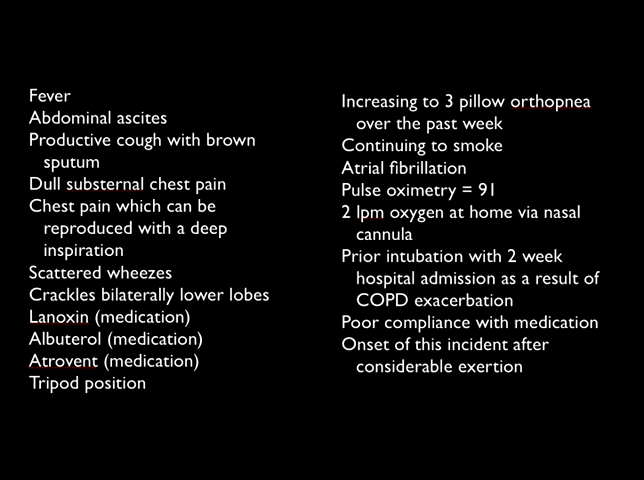 Fever
Abdominal ascites
Productive cough with brown
sputum
Dull substernal chest pain
Chest pain which can be
reproduced with a deep
inspiration
Scattered wheezes
Crackles bilaterally lower lobes
Lanoxin (medication)
Albuterol (medication)
Atrovent (medication)
Tripod position
Increasing to 3 pillow orthopnea
over the past week
Continuing to smoke
Atrial fibrillation
Pulse oximetry = 91
2 lpm oxygen at home via nasal
cannula
Prior intubation with 2 week
hospital admission as a result of
COPD exacerbation
Poor compliance with medication
Onset of this incident after
considerable exertion